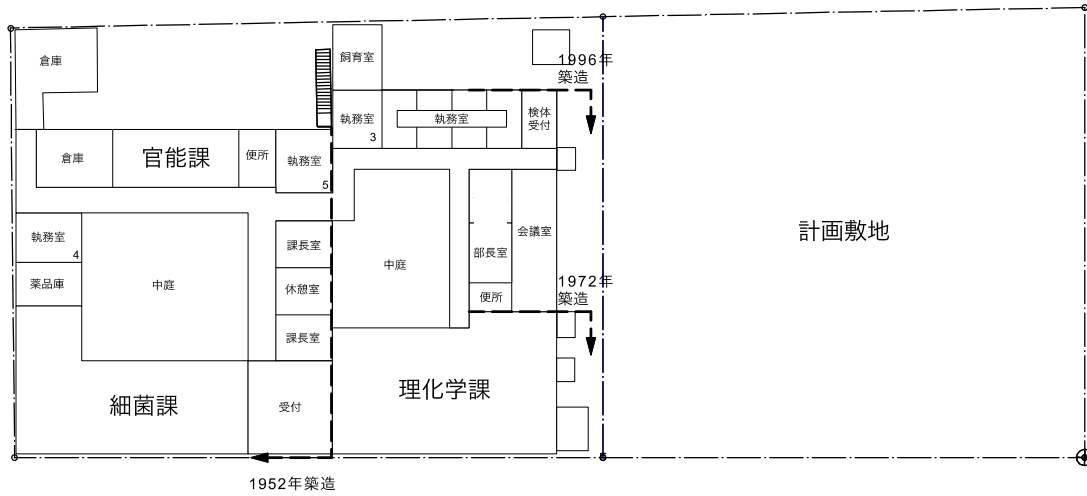 倉庫
飼育室
1996年
築造
執務室
3
執務室
検体
受付
倉庫
官能課
便所
執務室
5
執務室
4
課長室
会議室
計画敷地
部長室
中庭
薬品庫
中庭
休憩室
便所
1972年
築造
課長室
細菌課
受付
理化学課
1952年築造